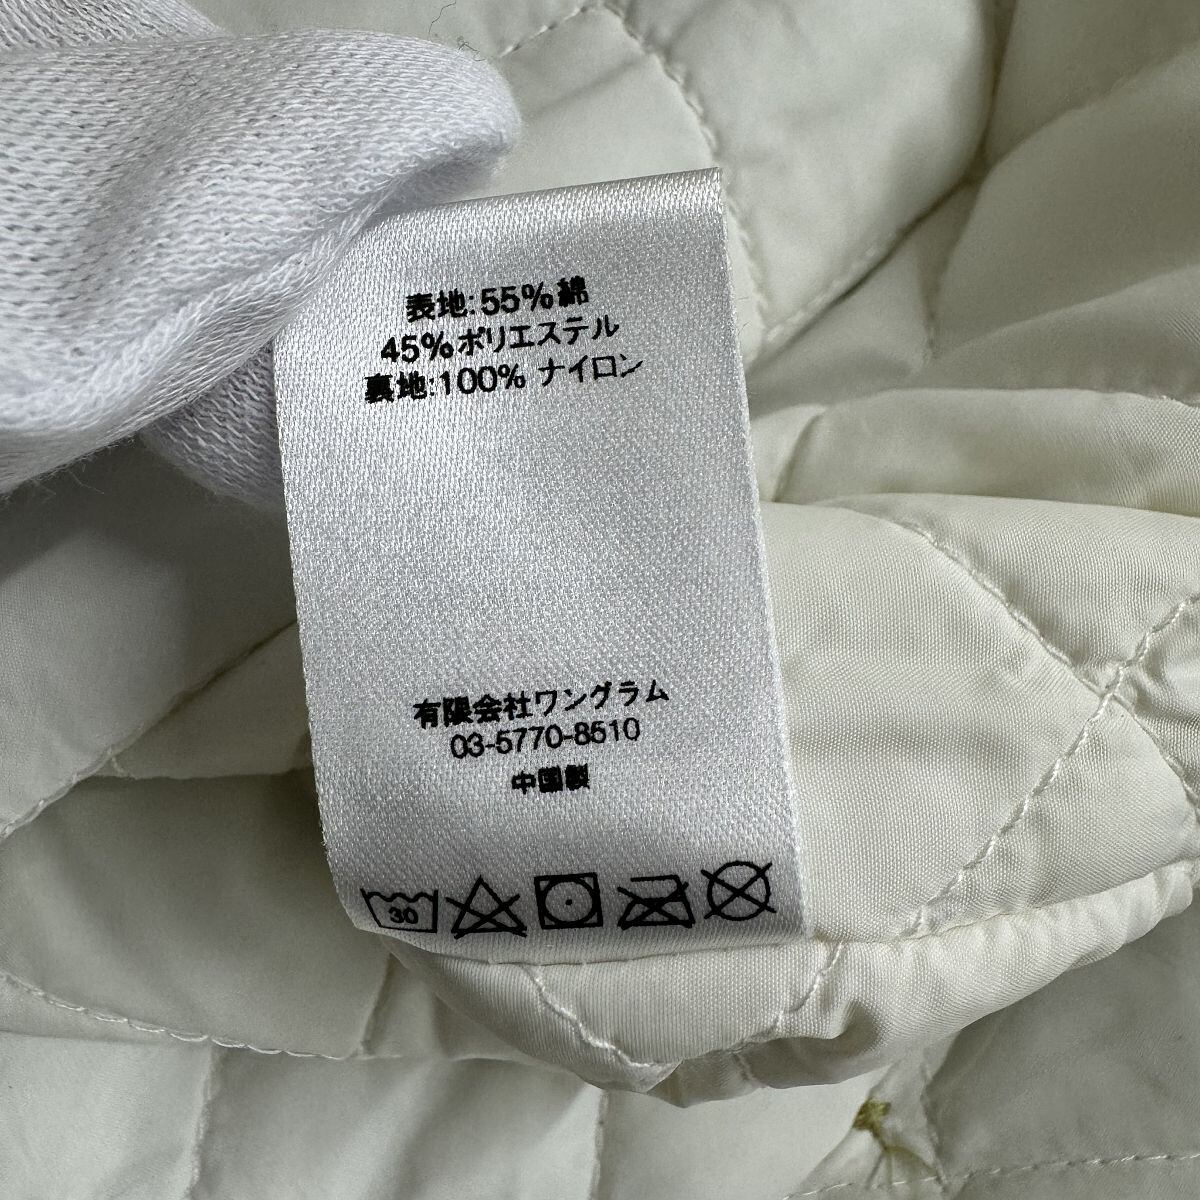 表地:55%綿
45%ポリエステル
裏地:100% ナイロン
有限会社ワングラム
03-5770-8510
中国製
30